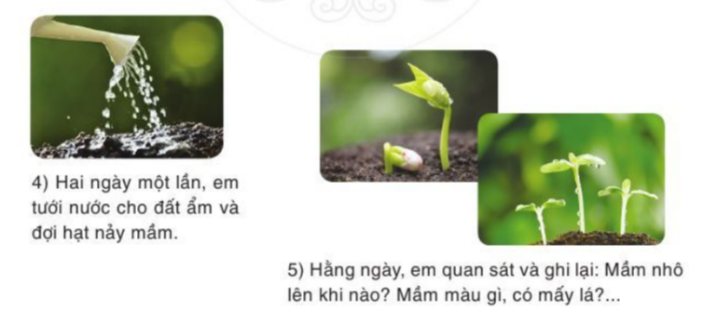 4) Hai ngày một lần, em
tưới nước cho đất ẩm và
đợi hạt nảy mầm.
5) Hằng ngày, em quan sát và ghi lại: Mầm nhô
lên khi nào? Mầm màu gì, có mấy lá?...